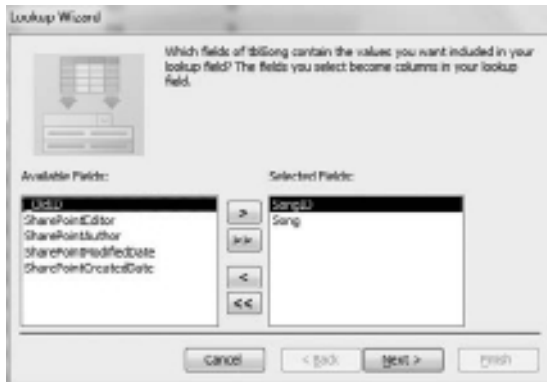 Lookup Wizard
Which fields of tblSong contain the values you want included in your
lookup field? The fields you select become columns in your lookup
field.
Available Fields:
Selected Fields:
_OldID
SharePointEditor
SharePointAuthor
SharePointModifiedDate
SharePointCreatedDate
>
>>
<
<<
SongID
Song
Cancel
< Back
Next >
Finish